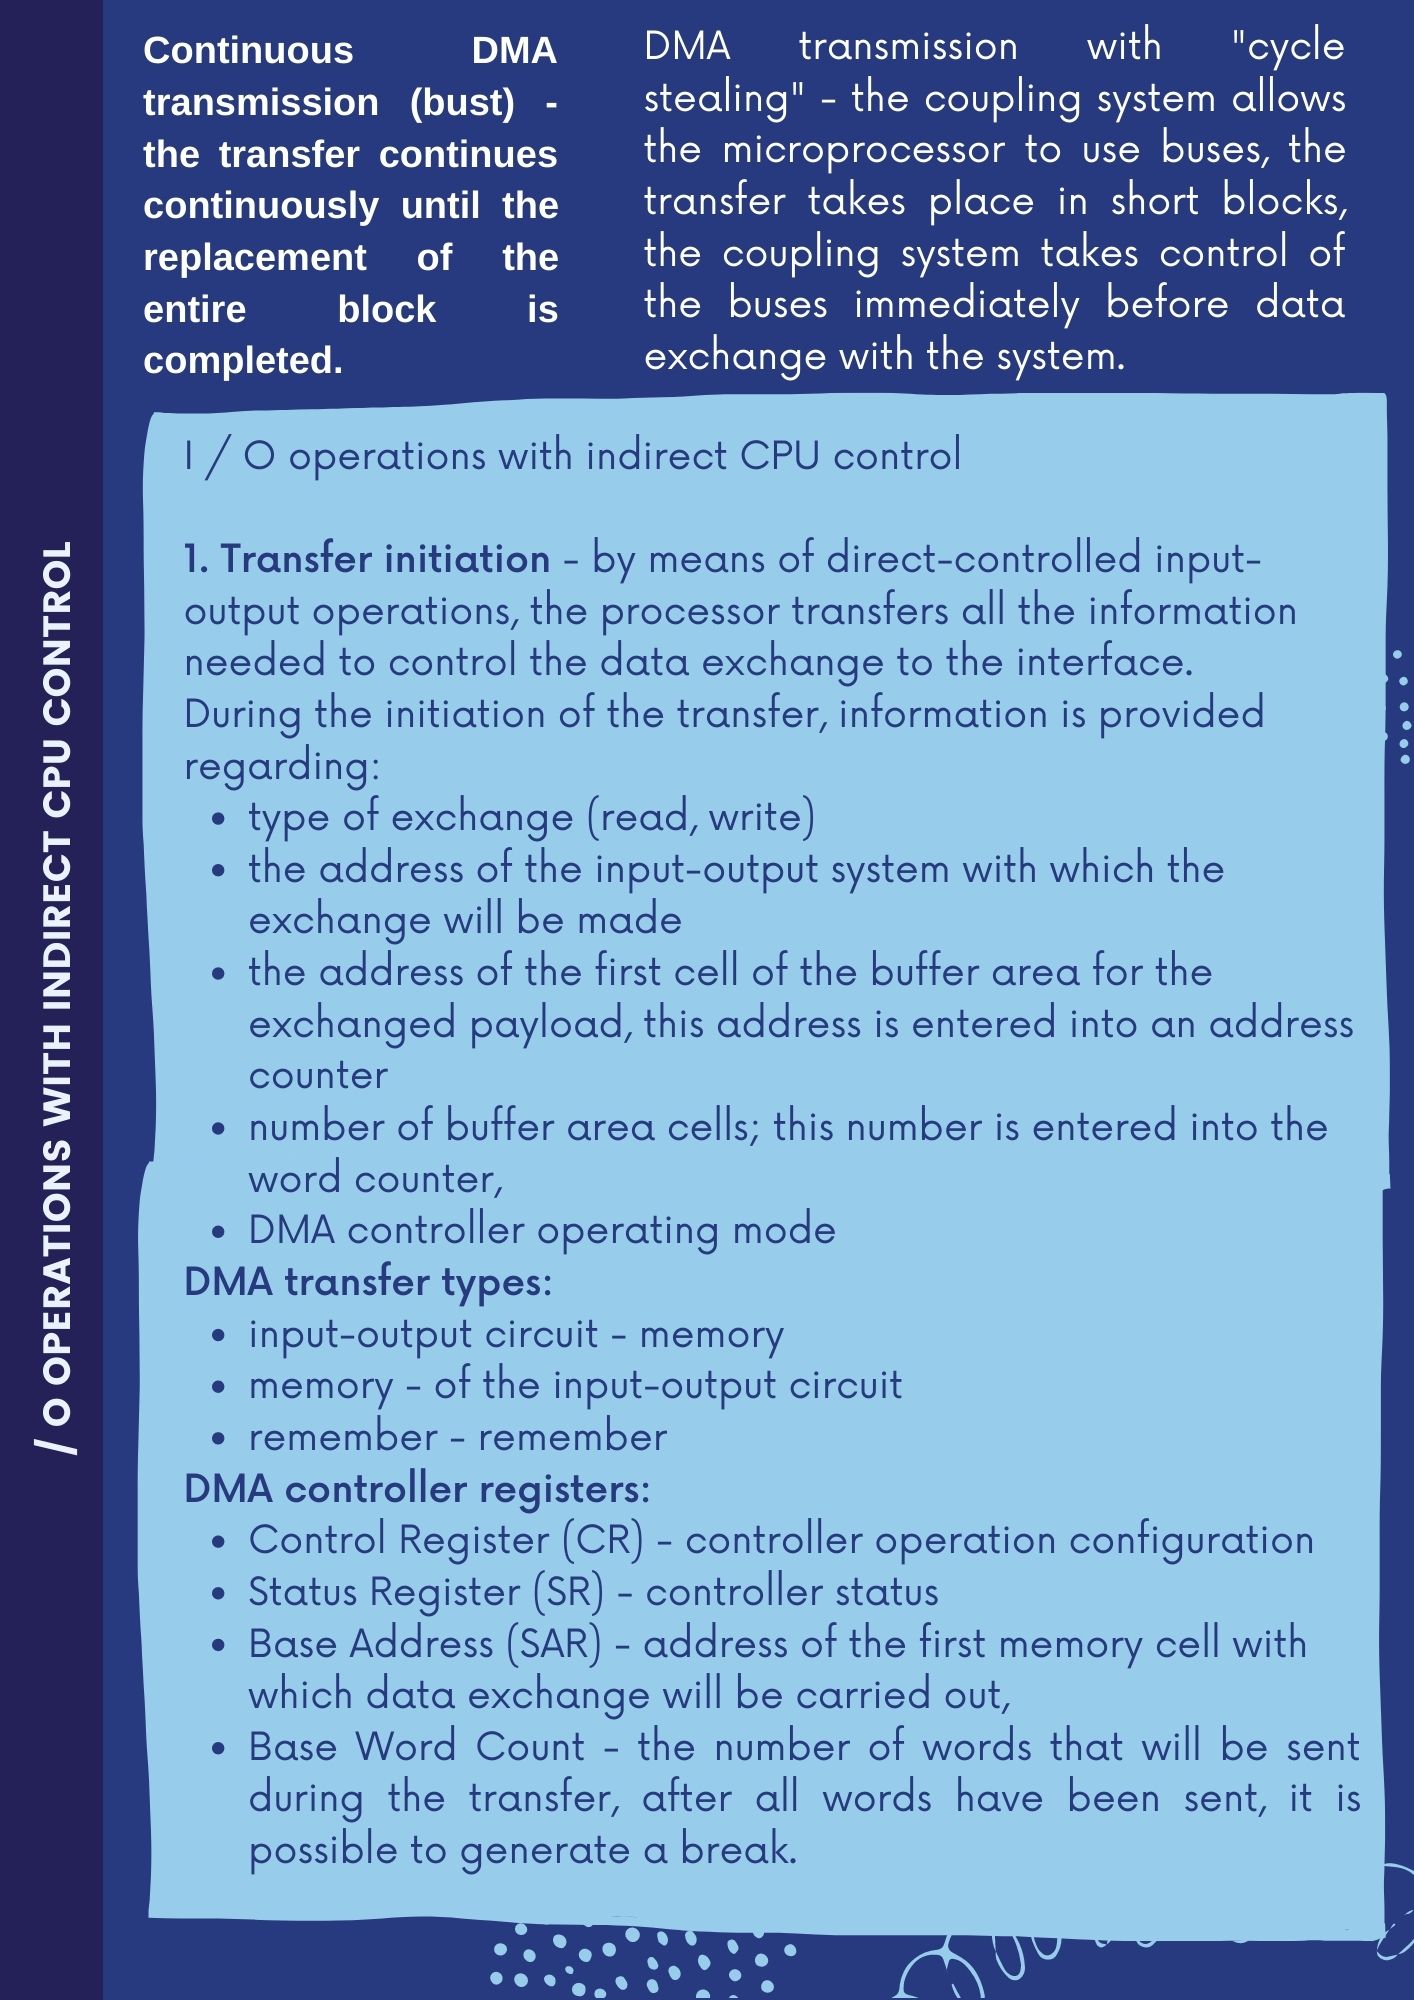 / O OPERATIONS WITH INDIRECT CPU CONTROL
Continuous DMA
transmission (bust) -
the transfer continues
continuously until the
replacement of the
entire block is
completed.
DMA transmission with "cycle
stealing" - the coupling system allows
the microprocessor to use buses, the
transfer takes place in short blocks,
the coupling system takes control of
the buses immediately before data
exchange with the system.
I / O operations with indirect CPU control
1. Transfer initiation - by means of direct-controlled input-
output operations, the processor transfers all the information
needed to control the data exchange to the interface.
During the initiation of the transfer, information is provided
regarding:
• type of exchange (read, write)
• the address of the input-output system with which the
exchange will be made
• the address of the first cell of the buffer area for the
exchanged payload, this address is entered into an address
counter
• number of buffer area cells; this number is entered into the
word counter,
• DMA controller operating mode
DMA transfer types:
• input-output circuit - memory
• memory - of the input-output circuit
• remember - remember
DMA controller registers:
• Control Register (CR) - controller operation configuration
• Status Register (SR) - controller status
• Base Address (SAR) - address of the first memory cell with
which data exchange will be carried out,
• Base Word Count - the number of words that will be sent
during the transfer, after all words have been sent, it is
possible to generate a break.